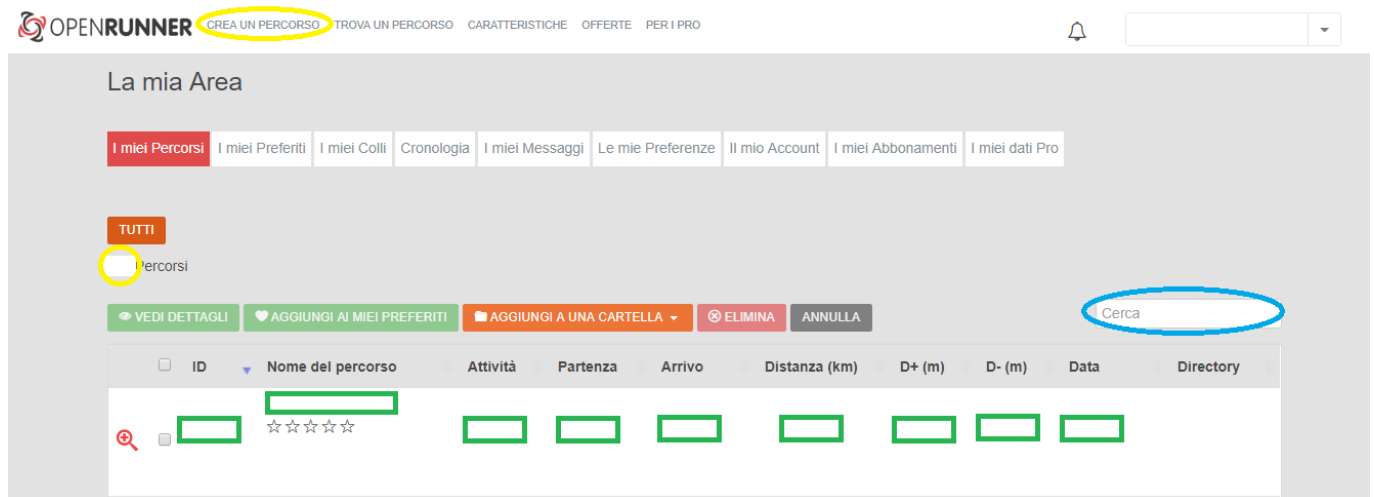 OPENRUNNER CREA UN PERCORSO TROVA UN PERCORSO CARATTERISTICHE OFFERTE PER I PRO
La mia Area
I miei Percorsi I miei Preferiti I miei Colli Cronologia I miei Messaggi Le mie Preferenze Il mio Account I miei Abbonamenti I miei dati Pro
TUTTI
Percorsi
VEDI DETTAGLI AGGIUNGI AI MIEI PREFERITI AGGIUNGI A UNA CARTELLA ELIMINA ANNULLA Cerca
ID Nome del percorso Attività Partenza Arrivo Distanza (km) D+ (m) D- (m) Data Directory